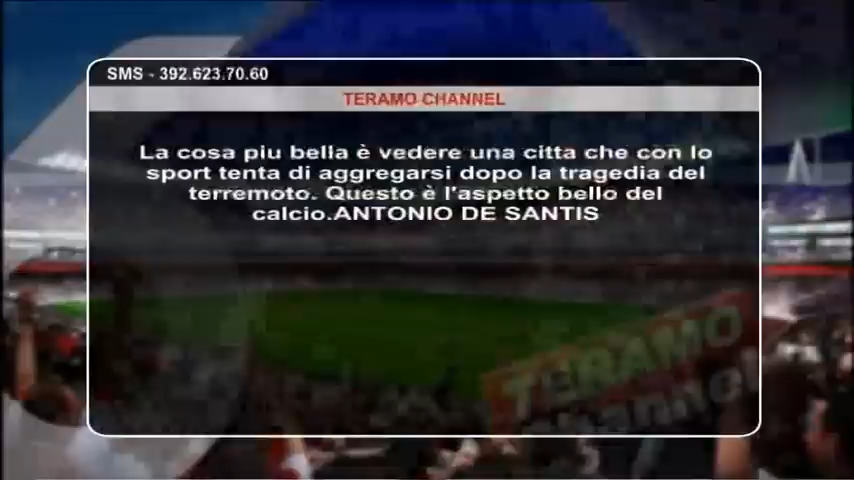 SMS - 392.623.70.60
TERAMO CHANNEL
La cosa piu bella è vedere una citta che con lo
sport tenta di aggregarsi dopo la tragedia del
terremoto. Questo è l'aspetto bello del
calcio.ANTONIO DE SANTIS
TERAMO
channel